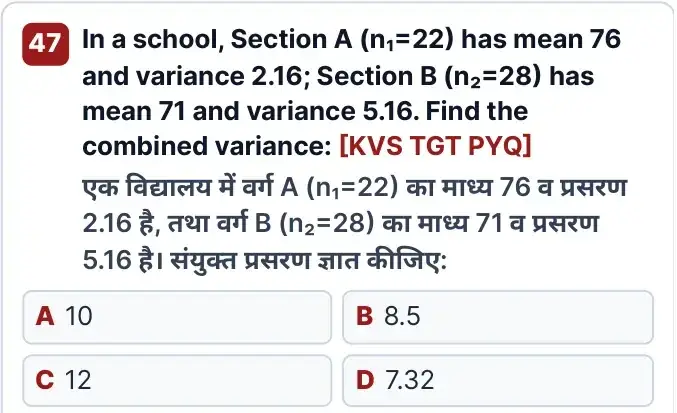 47 In a school, Section A (n₁=22) has mean 76
and variance 2.16; Section B (n₂=28) has
mean 71 and variance 5.16. Find the
combined variance: [KVS TGT PYQ]
एक विद्यालय में वर्ग A (n₁=22) का माध्य 76 व प्रसरण
2.16 है, तथा वर्ग B (n₂=28) का माध्य 71 व प्रसरण
5.16 है। संयुक्त प्रसरण ज्ञात कीजिए:
A 10
B 8.5
C 12
D 7.32